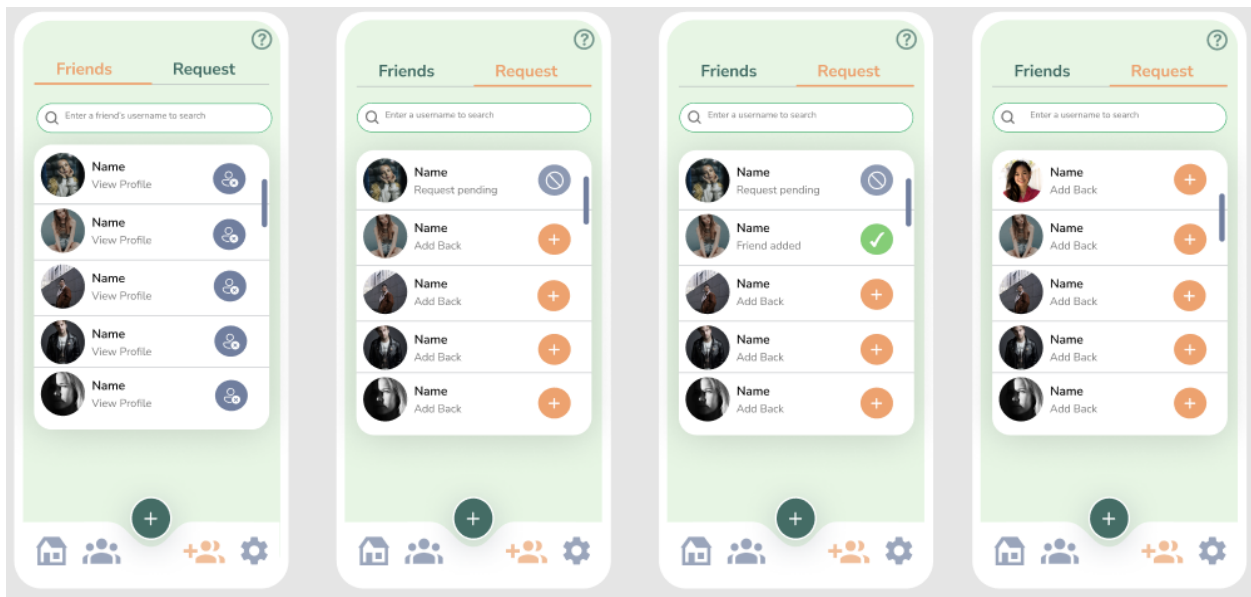 ?
Friends Request
Enter a friend's username to search
Name
View Profile
Name
View Profile
Name
View Profile
Name
View Profile
Name
View Profile
?
Friends Request
Enter a username to search
Name
Request pending
Name
Add Back
Name
Add Back
Name
Add Back
Name
Add Back
?
Friends Request
Enter a username to search
Name
Request pending
Name
Friend added
Name
Add Back
Name
Add Back
Name
Add Back
?
Friends Request
Enter a username to search
Name
Add Back
Name
Add Back
Name
Add Back
Name
Add Back
Name
Add Back